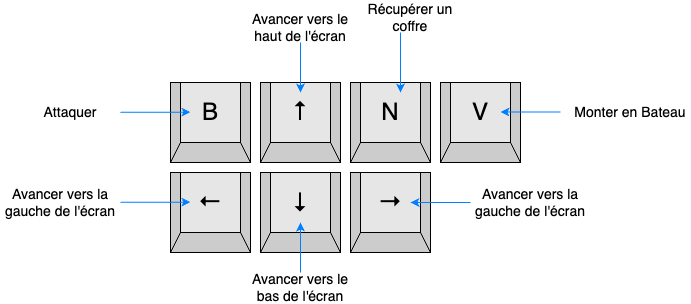 Récupérer un
coffre
Avancer vers le
haut de l'écran
Attaquer
B
↑
N
V
Monter en Bateau
Avancer vers la
gauche de l'écran
←
↓
→
Avancer vers la
gauche de l'écran
Avancer vers le
bas de l'écran